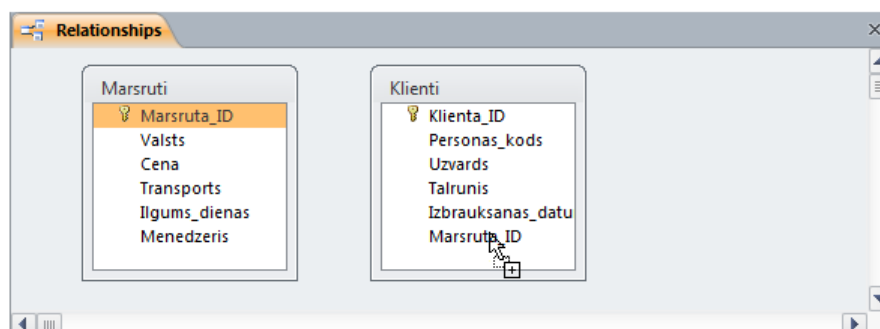 Relationships
Marsruti
Marsruta_ID
Valsts
Cena
Transports
Ilgums_dienas
Menedzeris
Klienti
Klienta_ID
Personas_kods
Uzvards
Talrunis
Izbrauksanas_datu
Marsruta_ID